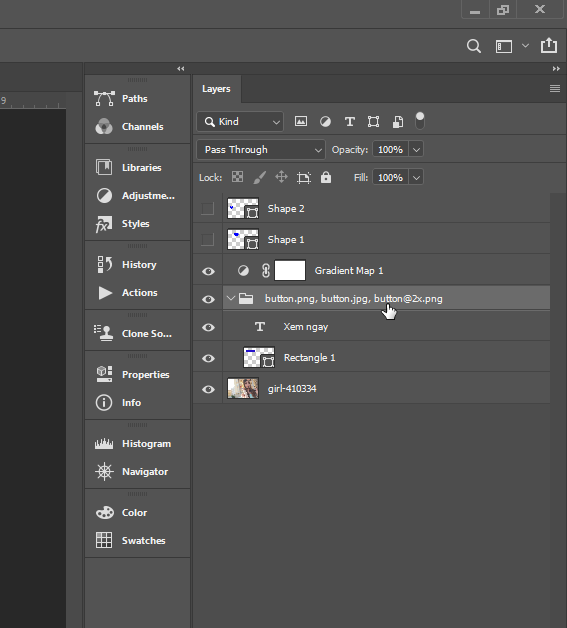 9
Layers
Paths
Channels
Kind
Pass Through
Opacity: 100%
Libraries
Lock:
Fill: 100%
Adjustme...
Styles
Shape 2
Shape 1
History
Gradient Map 1
Actions
button.png, button.jpg, button@2x.png
Clone So...
Xem ngay
Rectangle 1
Properties
girl-410334
Info
Histogram
Navigator
Color
Swatches